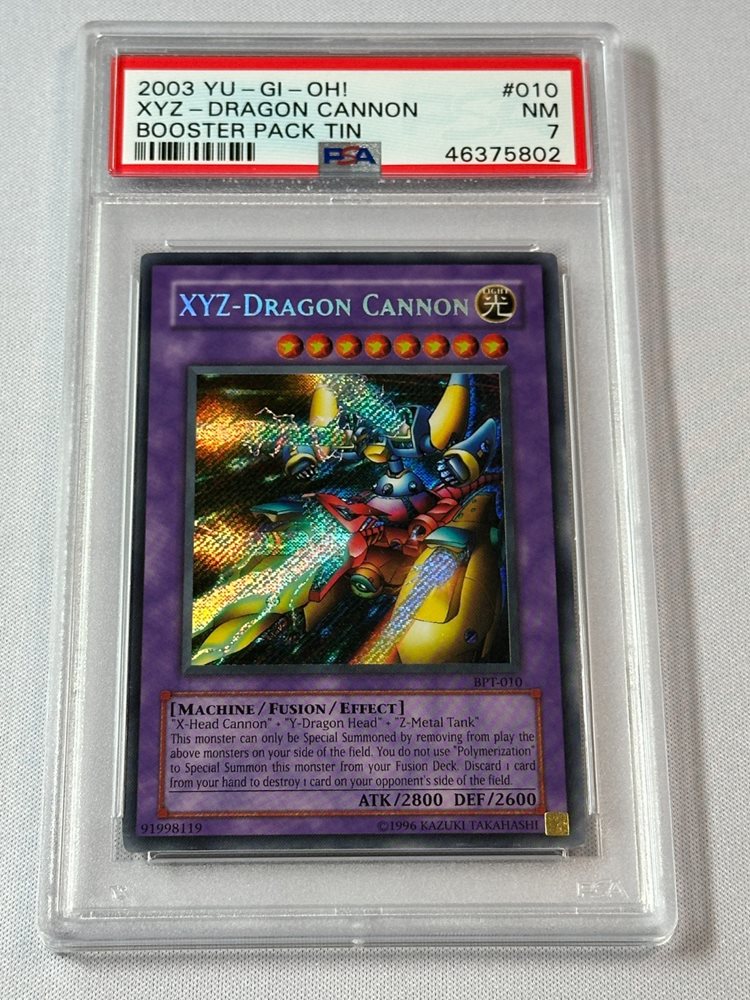 2003 YU-GI-OH! #010
XYZ-DRAGON CANNON NM
BOOSTER PACK TIN 7
PSA 46375802
XYZ-Dragon Cannon
LIGHT
光
BPT-010
[Machine/Fusion/Effect]
"X-Head Cannon" + "Y-Dragon Head" + "Z-Metal Tank"
This monster can only be Special Summoned by removing from play the
above monsters on your side of the field. You do not use "Polymerization"
to Special Summon this monster from your Fusion Deck. Discard 1 card
from your hand to destroy 1 card on your opponent's side of the field.
ATK/2800 DEF/2600
91998119 ©1996 KAZUKI TAKAHASHI
PSA